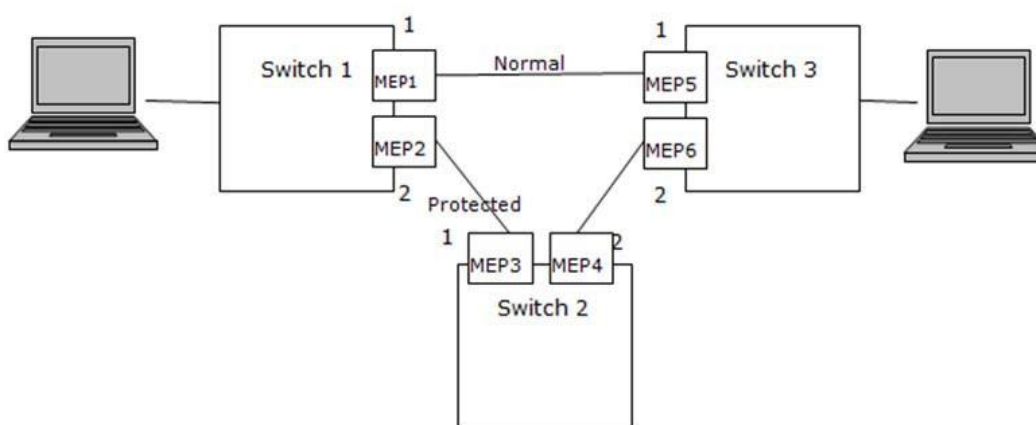 1
Switch 1
MEP1
Normal
1
MEP5
Switch 3
MEP2
2
MEP6
2
Protected
1
MEP3
MEP4
2
Switch 2